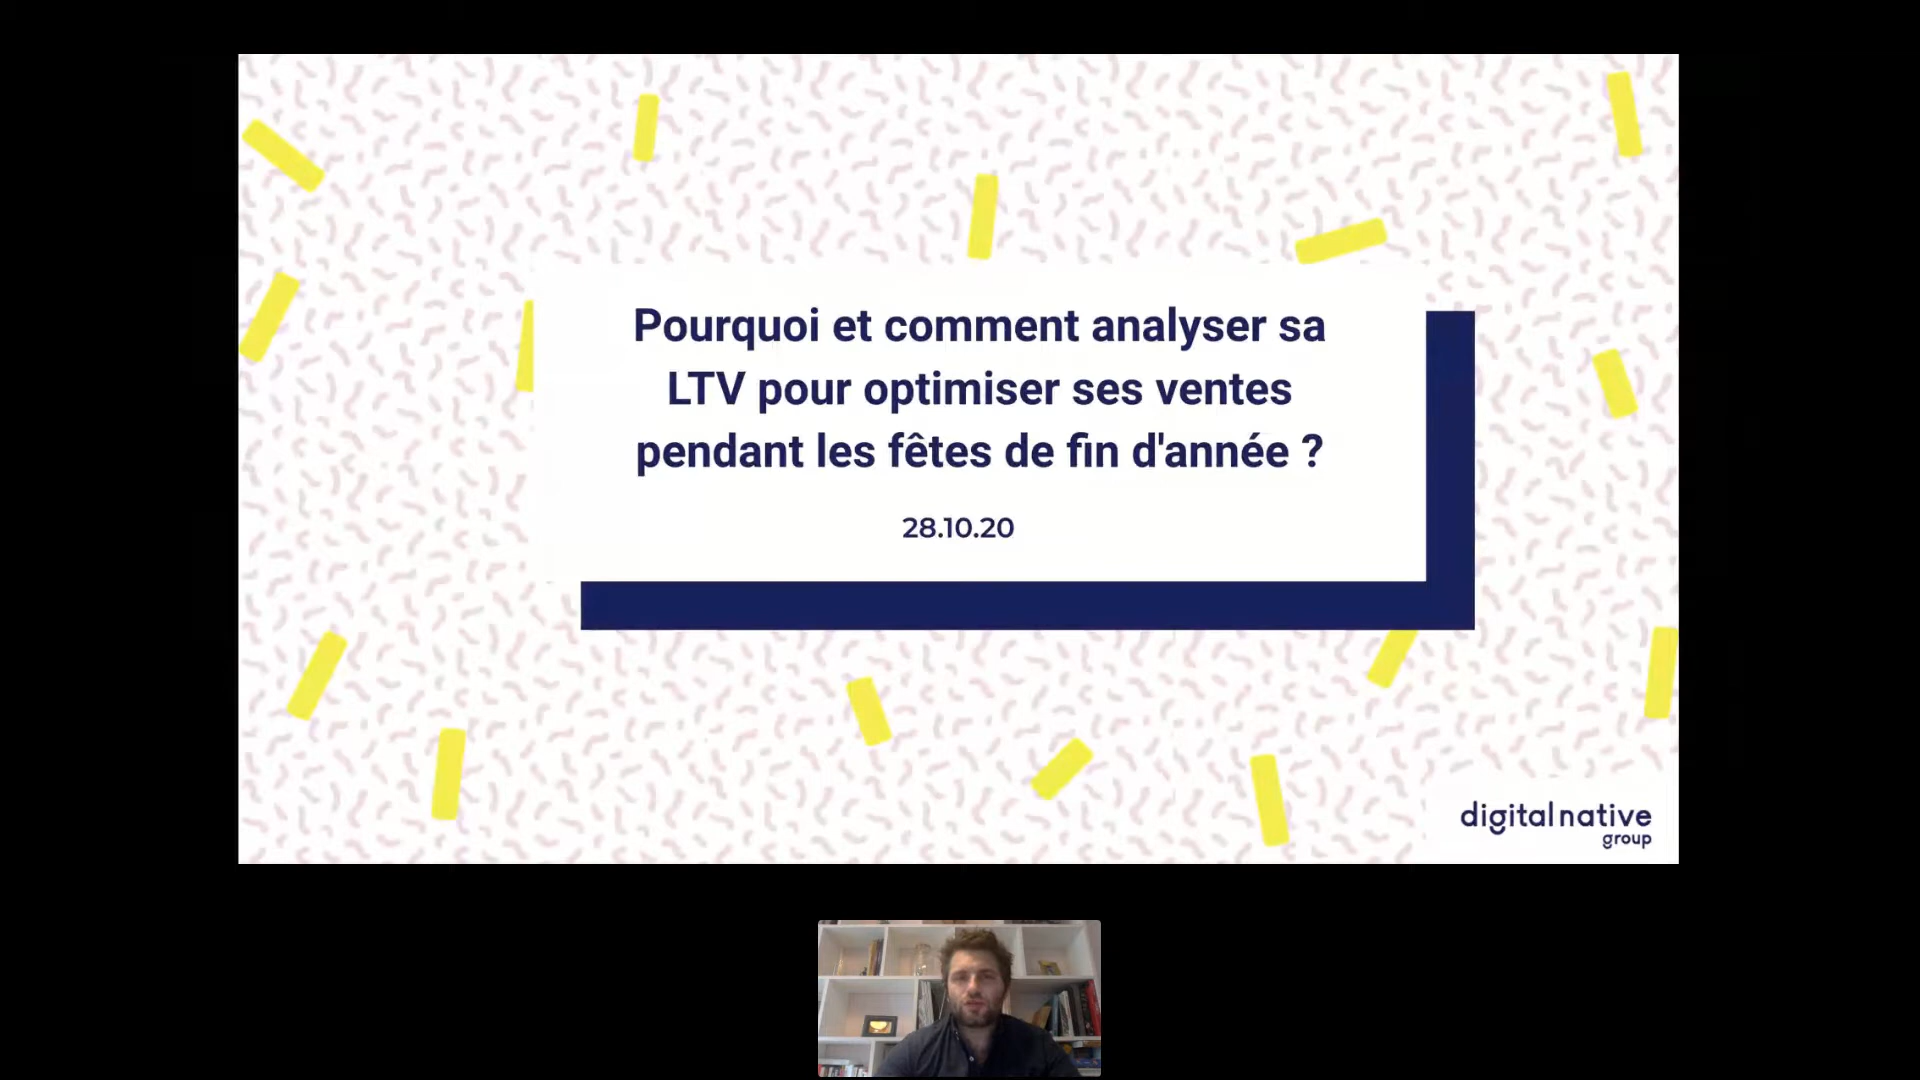 Pourquoi et comment analyser sa
LTV pour optimiser ses ventes
pendant les fêtes de fin d'année ?
28.10.20
digital native
group